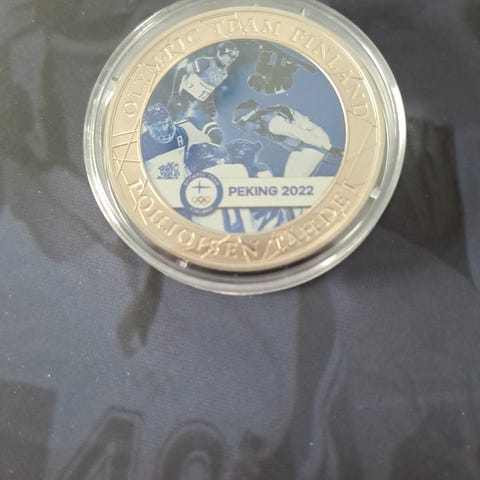 OLYMPIC TEAM FINLAND
PEKING 2022
POHJOISEN TÄHDET